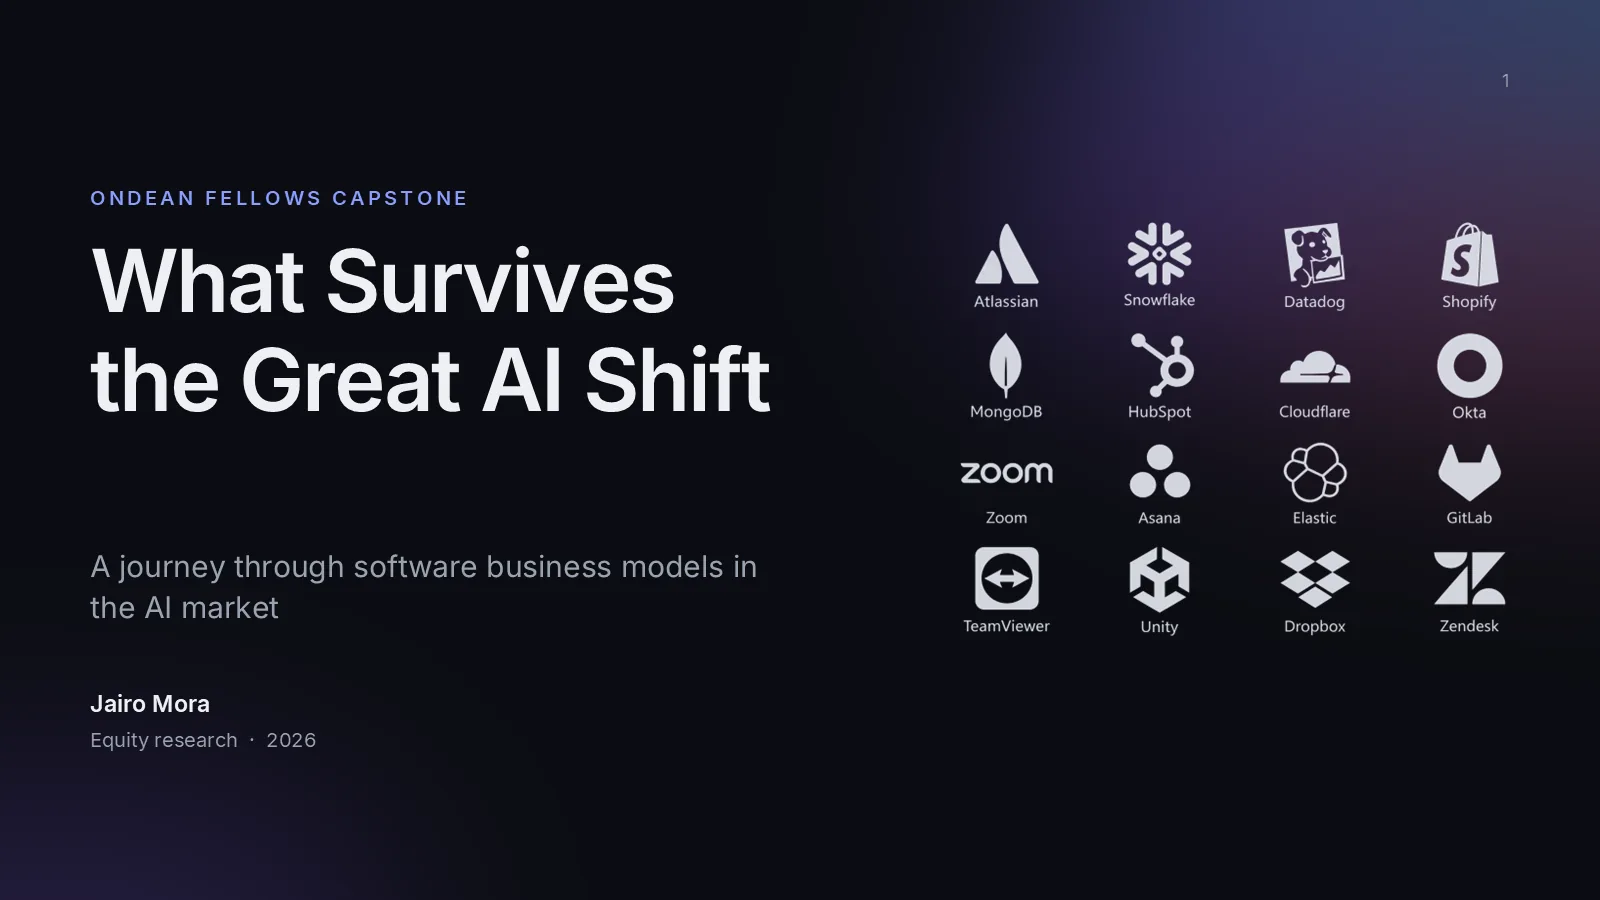 1
ONDEAN FELLOWS CAPSTONE
What Survives
the Great AI Shift
A journey through software business models in
the AI market
Jairo Mora
Equity research · 2026
Atlassian
Snowflake
Datadog
Shopify
MongoDB
HubSpot
Cloudflare
Okta
zoom
Zoom
Asana
Elastic
GitLab
TeamViewer
Unity
Dropbox
Zendesk